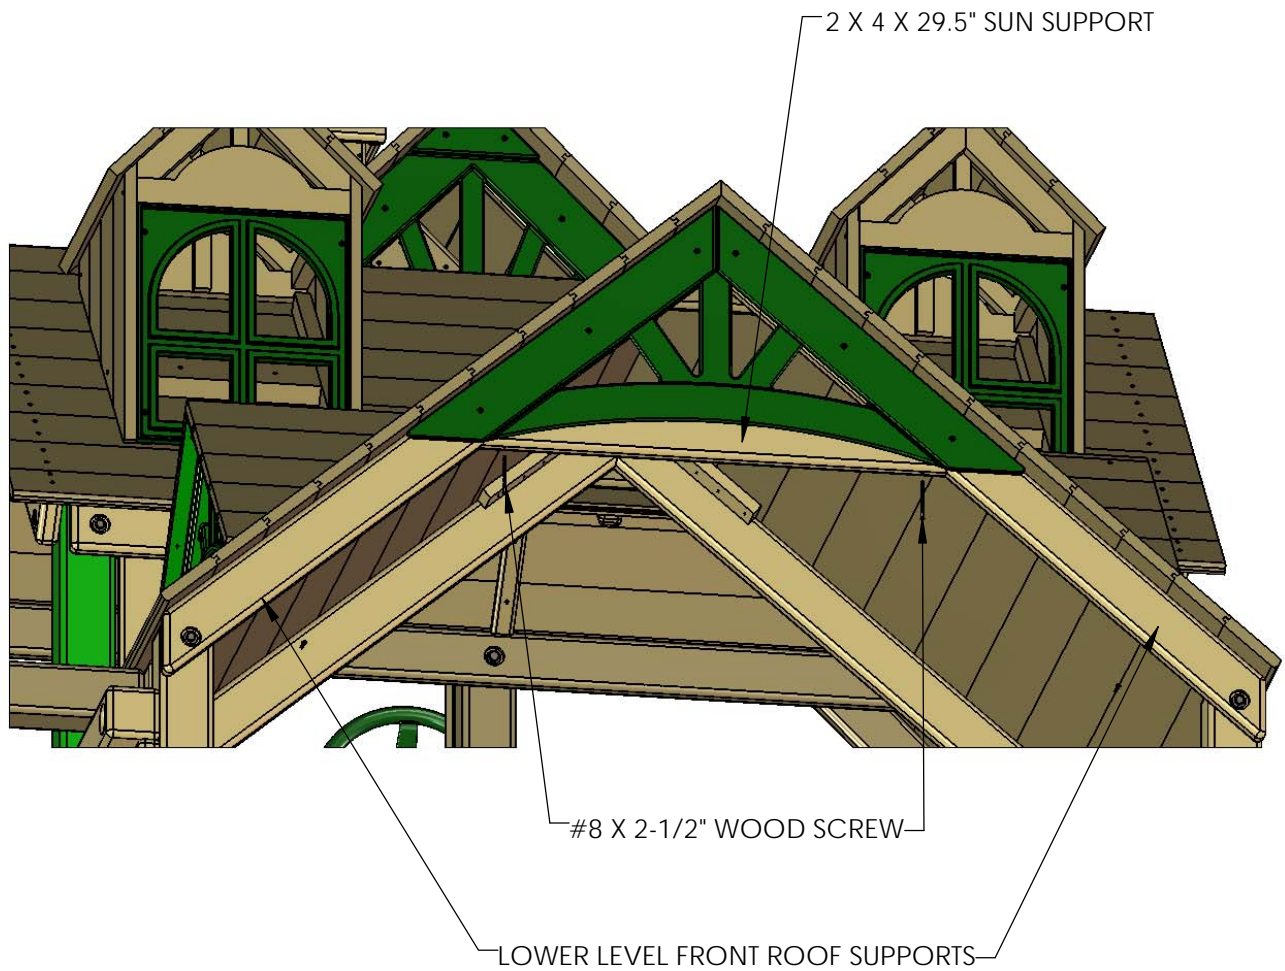 2 X 4 X 29.5" SUN SUPPORT
#8 X 2-1/2" WOOD SCREW
LOWER LEVEL FRONT ROOF SUPPORTS